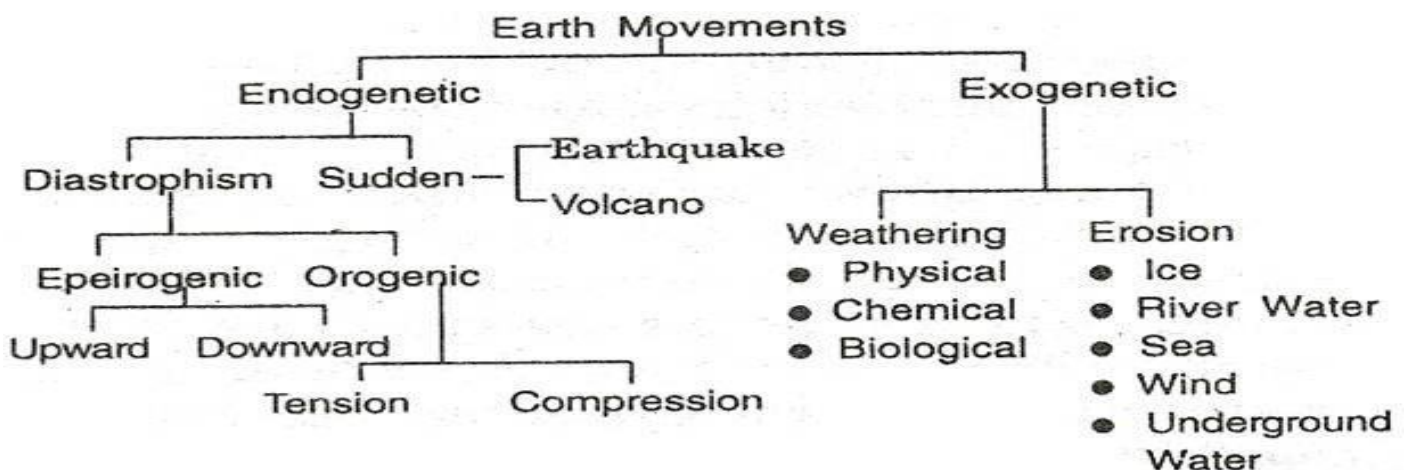 Earth Movements
Endogenetic
Exogenetic
Diastrophism
Sudden
Earthquake
Volcano
Epeirogenic
Orogenic
Upward
Downward
Tension
Compression
Weathering
• Physical
• Chemical
• Biological
Erosion
• Ice
• River Water
• Sea
• Wind
• Underground
Water